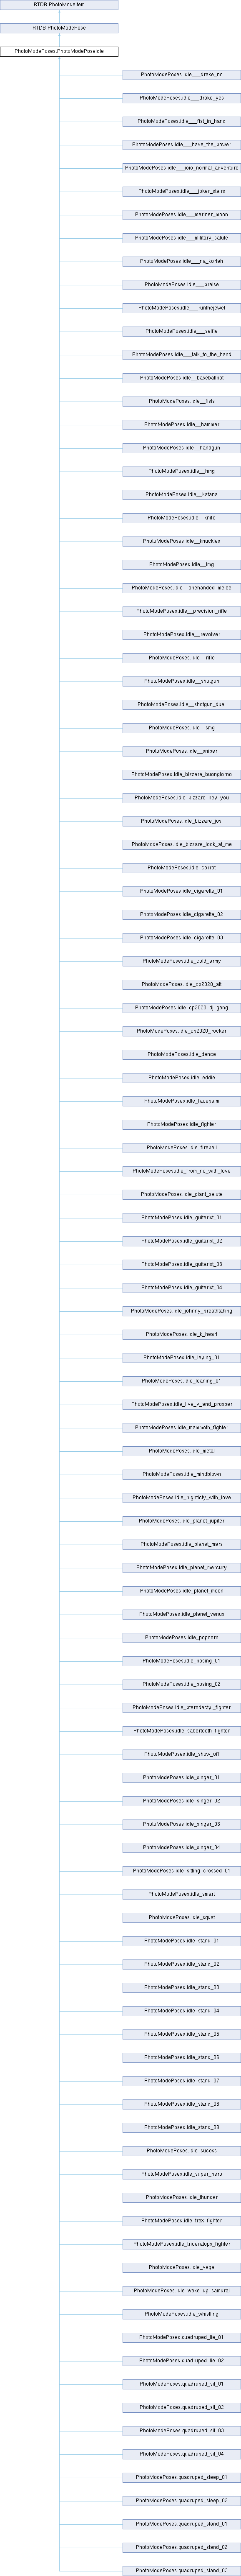 RTDB.PhotoModeItem
RTDB.PhotoModePose
PhotoModePoses.PhotoModePoseIdle
PhotoModePoses.idle___drake_no
PhotoModePoses.idle___drake_yes
PhotoModePoses.idle___fist_in_hand
PhotoModePoses.idle___have_the_power
PhotoModePoses.idle___iolo_normal_adventure
PhotoModePoses.idle___joker_stairs
PhotoModePoses.idle___mariner_moon
PhotoModePoses.idle___military_salute
PhotoModePoses.idle___na_kortah
PhotoModePoses.idle___praise
PhotoModePoses.idle___runthejewel
PhotoModePoses.idle___selfie
PhotoModePoses.idle___talk_to_the_hand
PhotoModePoses.idle__baseballbat
PhotoModePoses.idle__fists
PhotoModePoses.idle__hammer
PhotoModePoses.idle__handgun
PhotoModePoses.idle__hmg
PhotoModePoses.idle__katana
PhotoModePoses.idle__knife
PhotoModePoses.idle__knuckles
PhotoModePoses.idle__lmg
PhotoModePoses.idle__onehanded_melee
PhotoModePoses.idle__precision_rifle
PhotoModePoses.idle__revolver
PhotoModePoses.idle__rifle
PhotoModePoses.idle__shotgun
PhotoModePoses.idle__shotgun_dual
PhotoModePoses.idle__smg
PhotoModePoses.idle__sniper
PhotoModePoses.idle_bizzare_buongiorno
PhotoModePoses.idle_bizzare_hey_you
PhotoModePoses.idle_bizzare_josi
PhotoModePoses.idle_bizzare_look_at_me
PhotoModePoses.idle_carrot
PhotoModePoses.idle_cigarette_01
PhotoModePoses.idle_cigarette_02
PhotoModePoses.idle_cigarette_03
PhotoModePoses.idle_cold_army
PhotoModePoses.idle_cp2020_alt
PhotoModePoses.idle_cp2020_dj_gang
PhotoModePoses.idle_cp2020_rocker
PhotoModePoses.idle_dance
PhotoModePoses.idle_eddie
PhotoModePoses.idle_facepalm
PhotoModePoses.idle_fighter
PhotoModePoses.idle_fireball
PhotoModePoses.idle_from_nc_with_love
PhotoModePoses.idle_giant_salute
PhotoModePoses.idle_guitarist_01
PhotoModePoses.idle_guitarist_02
PhotoModePoses.idle_guitarist_03
PhotoModePoses.idle_guitarist_04
PhotoModePoses.idle_johnny_breathtaking
PhotoModePoses.idle_k_heart
PhotoModePoses.idle_laying_01
PhotoModePoses.idle_leaning_01
PhotoModePoses.idle_live_v_and_prosper
PhotoModePoses.idle_mammoth_fighter
PhotoModePoses.idle_metal
PhotoModePoses.idle_mindblown
PhotoModePoses.idle_nighticty_with_love
PhotoModePoses.idle_planet_jupiter
PhotoModePoses.idle_planet_mars
PhotoModePoses.idle_planet_mercury
PhotoModePoses.idle_planet_moon
PhotoModePoses.idle_planet_venus
PhotoModePoses.idle_popcorn
PhotoModePoses.idle_posing_01
PhotoModePoses.idle_posing_02
PhotoModePoses.idle_pterodactyl_fighter
PhotoModePoses.idle_sabertooth_fighter
PhotoModePoses.idle_show_off
PhotoModePoses.idle_singer_01
PhotoModePoses.idle_singer_02
PhotoModePoses.idle_singer_03
PhotoModePoses.idle_singer_04
PhotoModePoses.idle_sitting_crossed_01
PhotoModePoses.idle_smart
PhotoModePoses.idle_squat
PhotoModePoses.idle_stand_01
PhotoModePoses.idle_stand_02
PhotoModePoses.idle_stand_03
PhotoModePoses.idle_stand_04
PhotoModePoses.idle_stand_05
PhotoModePoses.idle_stand_06
PhotoModePoses.idle_stand_07
PhotoModePoses.idle_stand_08
PhotoModePoses.idle_stand_09
PhotoModePoses.idle_sucess
PhotoModePoses.idle_super_hero
PhotoModePoses.idle_thunder
PhotoModePoses.idle_trex_fighter
PhotoModePoses.idle_triceratops_fighter
PhotoModePoses.idle_vege
PhotoModePoses.idle_wake_up_samurai
PhotoModePoses.idle_whistling
PhotoModePoses.quadruped_lie_01
PhotoModePoses.quadruped_lie_02
PhotoModePoses.quadruped_sit_01
PhotoModePoses.quadruped_sit_02
PhotoModePoses.quadruped_sit_03
PhotoModePoses.quadruped_sit_04
PhotoModePoses.quadruped_sleep_01
PhotoModePoses.quadruped_sleep_02
PhotoModePoses.quadruped_stand_01
PhotoModePoses.quadruped_stand_02
PhotoModePoses.quadruped_stand_03